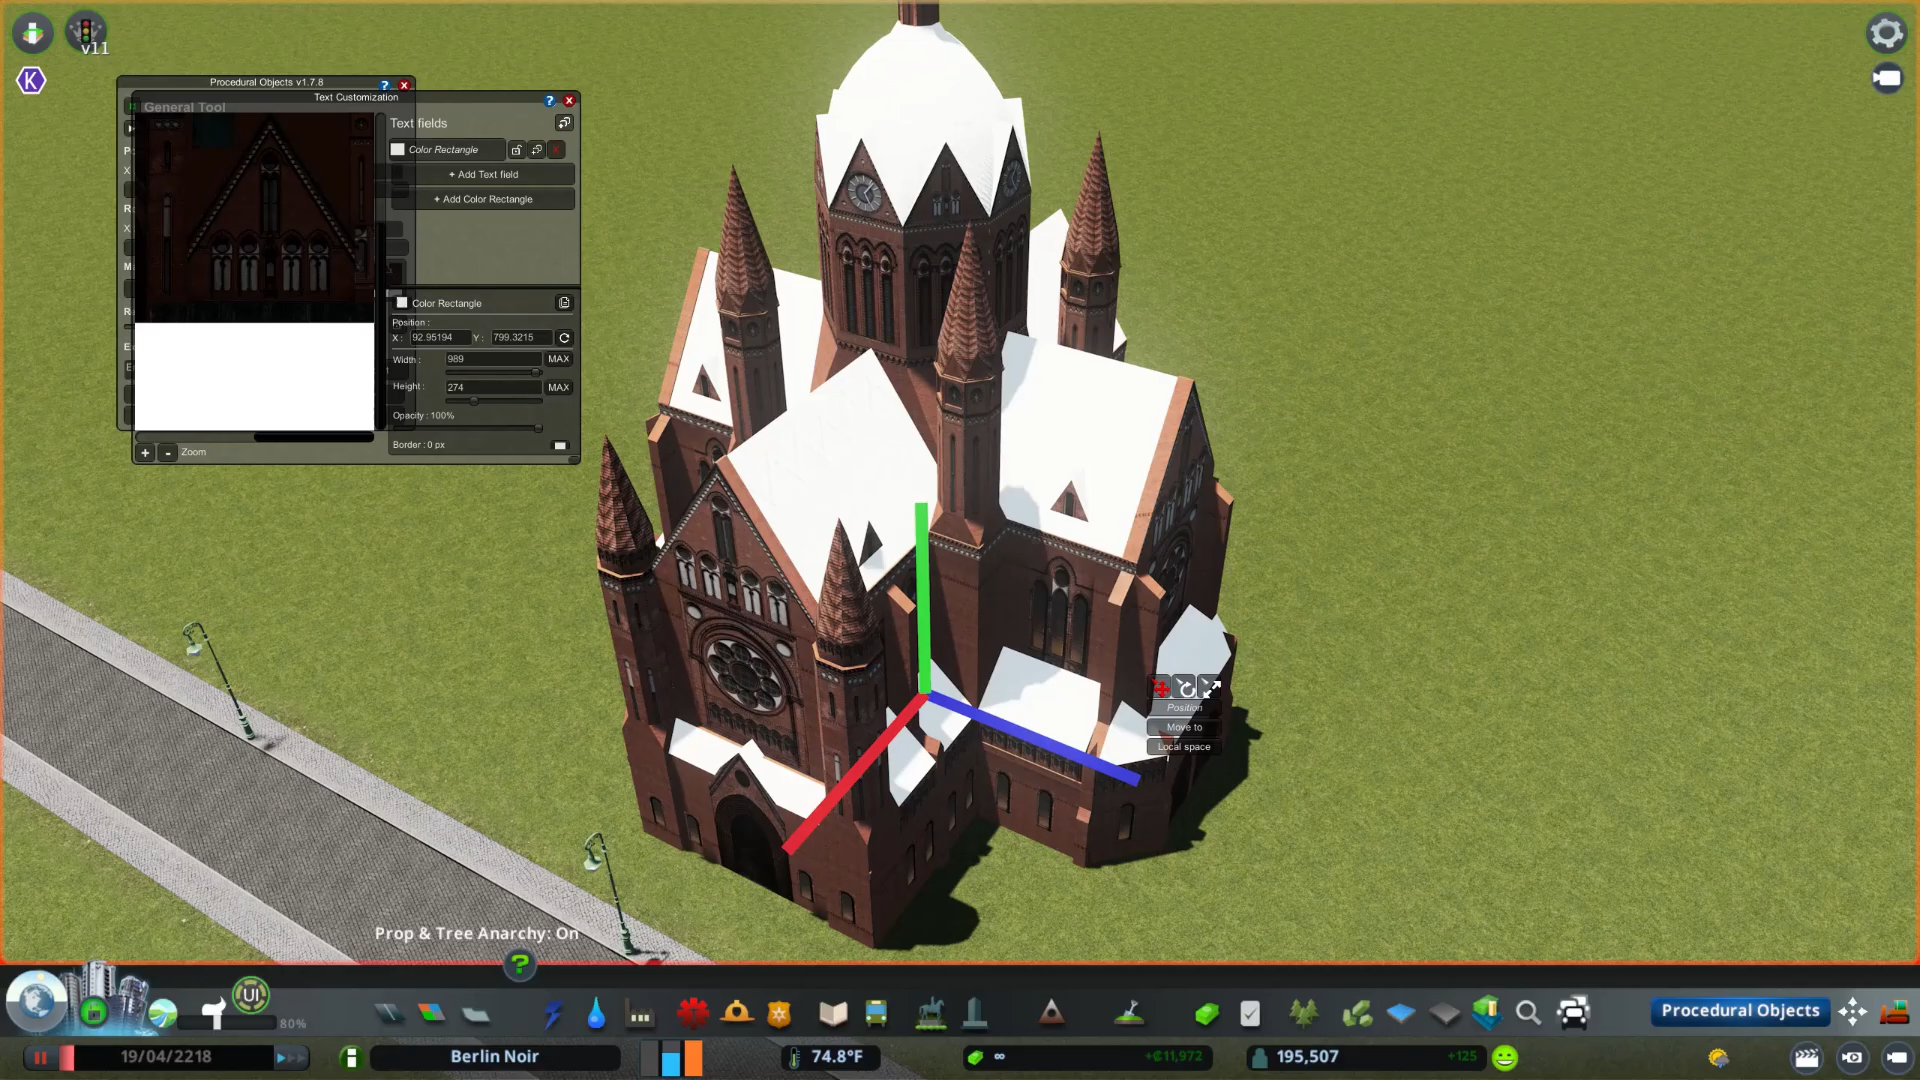 v11
K
Procedural Objects v1.7.8
?
Text Customization
?
General Tool
Text fields
Color Rectangle
+ Add Text field
+ Add Color Rectangle
Color Rectangle
Position :
X : 92.95194 Y : 799.3215
Width : 989 MAX
Height : 274 MAX
Opacity : 100%
Border : 0 px
+ - Zoom
Position
Move to
Local space
Prop & Tree Anarchy: On
?
UI
80%
Procedural Objects
19/04/2218
Berlin Noir
74.8°F
∞
+₡11,972
195,507
+125